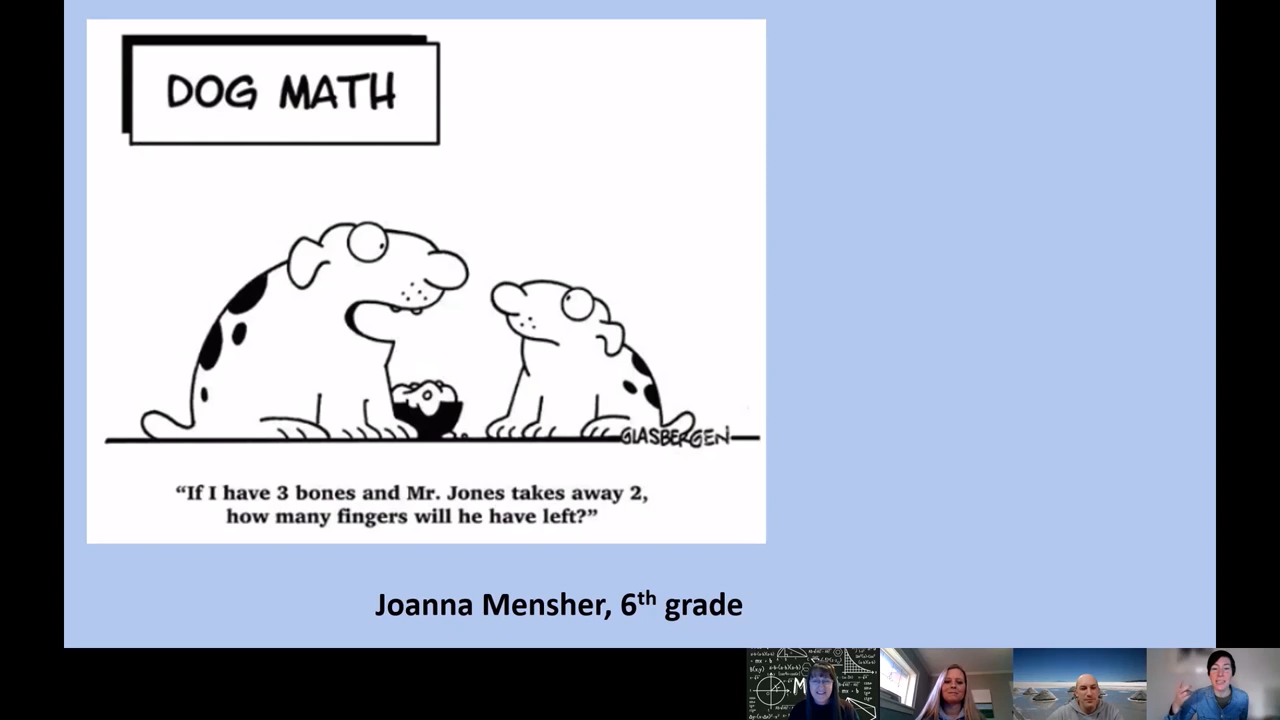 DOG MATH
GLASBERGEN
“If I have 3 bones and Mr. Jones takes away 2,
how many fingers will he have left?”
Joanna Mensher, 6th grade